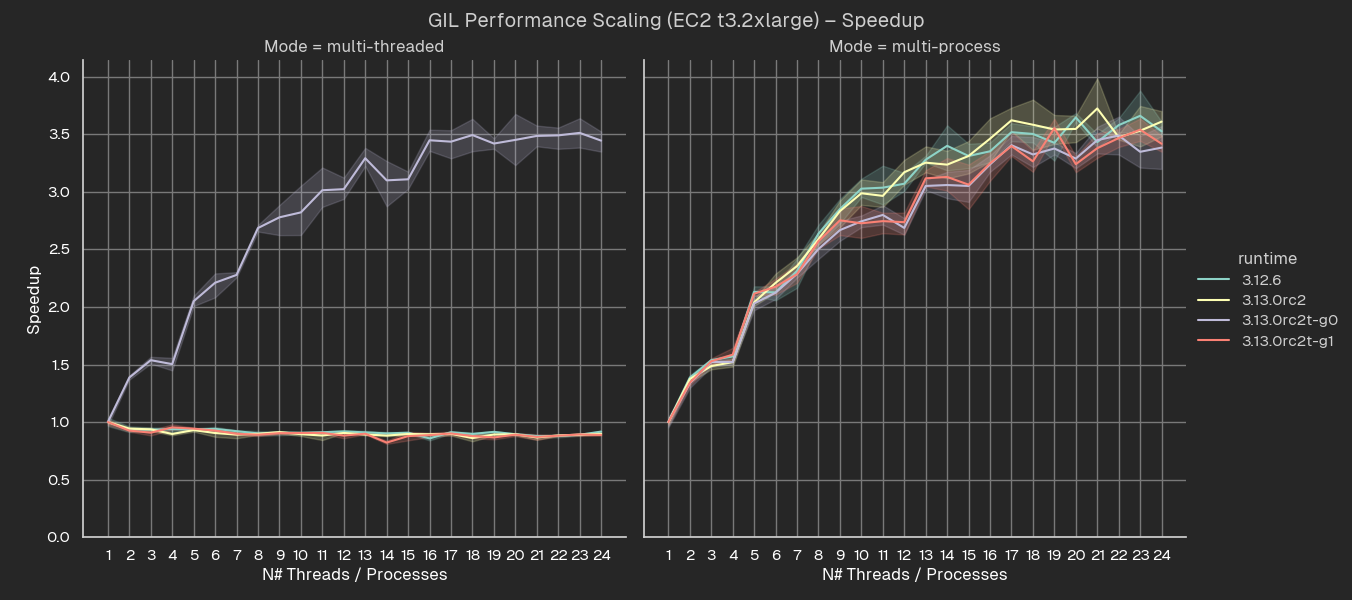 GIL Performance Scaling (EC2 t3.2xlarge) – Speedup
Mode = multi-threaded
Mode = multi-process
Speedup
4.0
3.5
3.0
2.5
2.0
1.5
1.0
0.5
0.0
1 2 3 4 5 6 7 8 9 10 11 12 13 14 15 16 17 18 19 20 21 22 23 24
N# Threads / Processes
1 2 3 4 5 6 7 8 9 10 11 12 13 14 15 16 17 18 19 20 21 22 23 24
N# Threads / Processes
runtime
3.12.6
3.13.0rc2
3.13.0rc2t-g0
3.13.0rc2t-g1